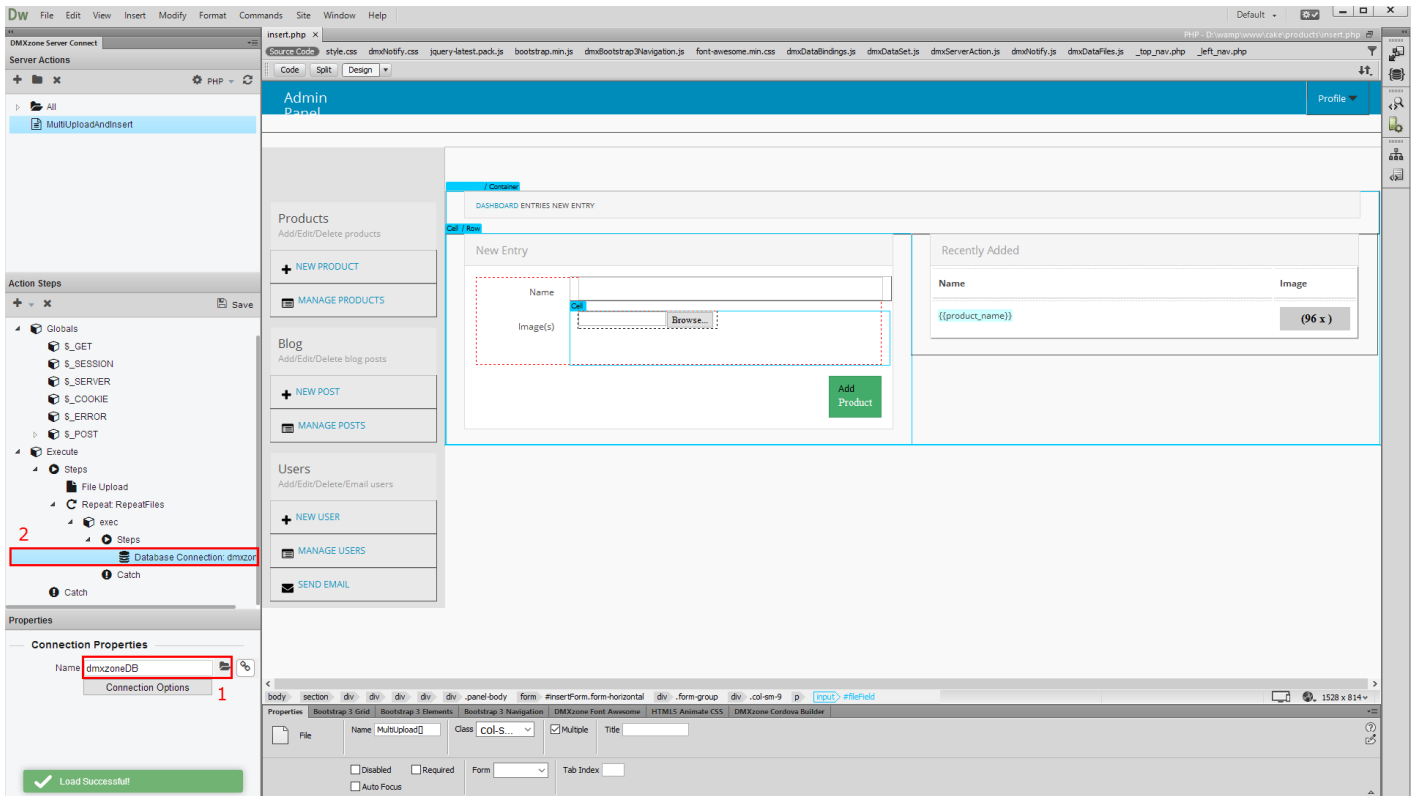 DW File Edit View Insert Modify Format Commands Site Window Help Default
DMXzone Server Connect
Server Actions
PHP
All
MultiUploadAndInsert
Action Steps
Save
Globals
$_GET
$_SESSION
$_SERVER
$_COOKIE
$_ERROR
$_POST
Execute
Steps
File Upload
Repeat: RepeatFiles
exec
2
Steps
Database Connection: dmxzon
Catch
Catch
Properties
Connection Properties
Name dmxzoneDB
Connection Options
1
Load Successful!
insert.php × PHP - D:\wamp\www\cake\products\insert.php
Source Code style.css dmxNotify.css jquery-latest.pack.js bootstrap.min.js dmxBootstrap3Navigation.js font-awesome.min.css dmxDataBindings.js dmxDataSet.js dmxServerAction.js dmxNotify.js dmxDataFiles.js _top_nav.php _left_nav.php
Code Split Design
Admin
Panel
Profile
Products
Add/Edit/Delete products
NEW PRODUCT
MANAGE PRODUCTS
Blog
Add/Edit/Delete blog posts
NEW POST
MANAGE POSTS
Users
Add/Edit/Delete/Email users
NEW USER
MANAGE USERS
SEND EMAIL
/ Container
DASHBOARD ENTRIES NEW ENTRY
Cell / Row
New Entry
Name
Cell
Image(s) Browse...
Add
Product
Recently Added
Name Image
{{product_name}} (96 x )
body section div div div div div .panel-body form #insertForm.form-horizontal div .form-group div .col-sm-9 p input #fileField 1528 x 814
Properties Bootstrap 3 Grid Bootstrap 3 Elements Bootstrap 3 Navigation DMXzone Font Awesome HTML5 Animate CSS DMXzone Cordova Builder
File Name MultiUpload[] Class col-s... Multiple Title
Disabled Required Form Tab Index
Auto Focus